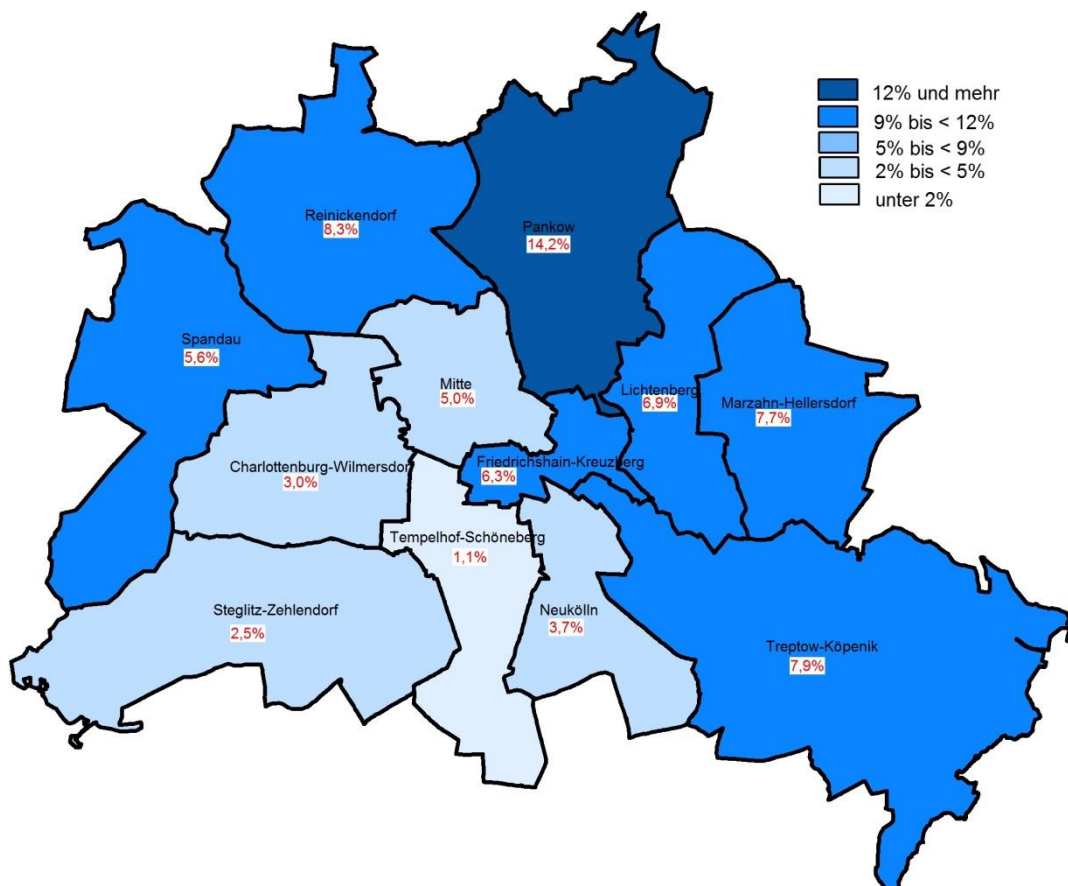 12% und mehr
9% bis < 12%
5% bis < 9%
2% bis < 5%
unter 2%
Reinickendorf
8,3%
Pankow
14,2%
Spandau
5,6%
Mitte
5,0%
Lichtenberg
6,9%
Marzahn-Hellersdorf
7,7%
Charlottenburg-Wilmersdor
3,0%
Friedrichshain-Kreuzberg
6,3%
Tempelhof-Schöneberg
1,1%
Steglitz-Zehlendorf
2,5%
Neukölln
3,7%
Treptow-Köpenik
7,9%